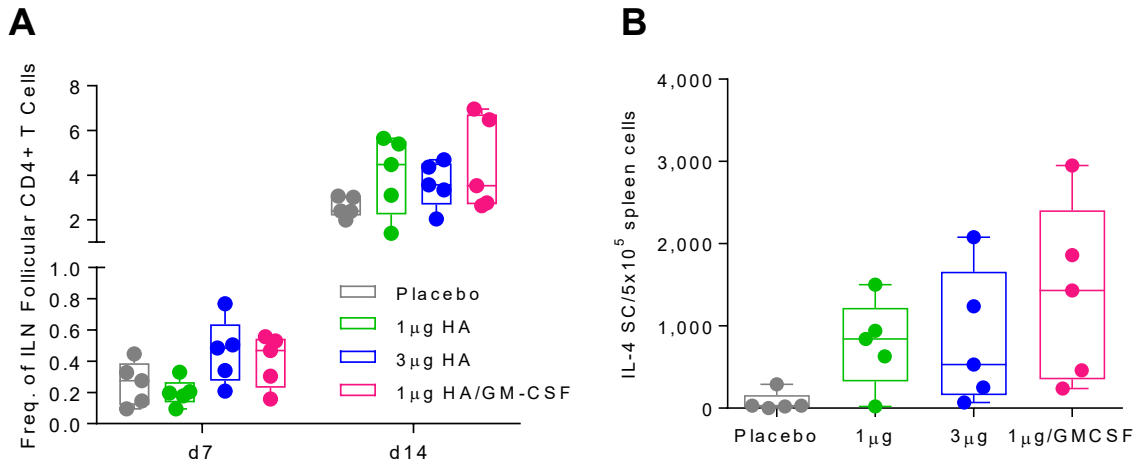 A
Freq. of ILN Follicular CD4+ T Cells
8
6
4
2
1.0
0.8
0.6
0.4
0.2
0.0
Placebo
1μg HA
3μg HA
1μg HA/GM-CSF
d7
d14
B
IL-4 SC/5x10⁵ spleen cells
4,000
3,000
2,000
1,000
0
Placebo
1μg
3μg
1μg/GMCSF